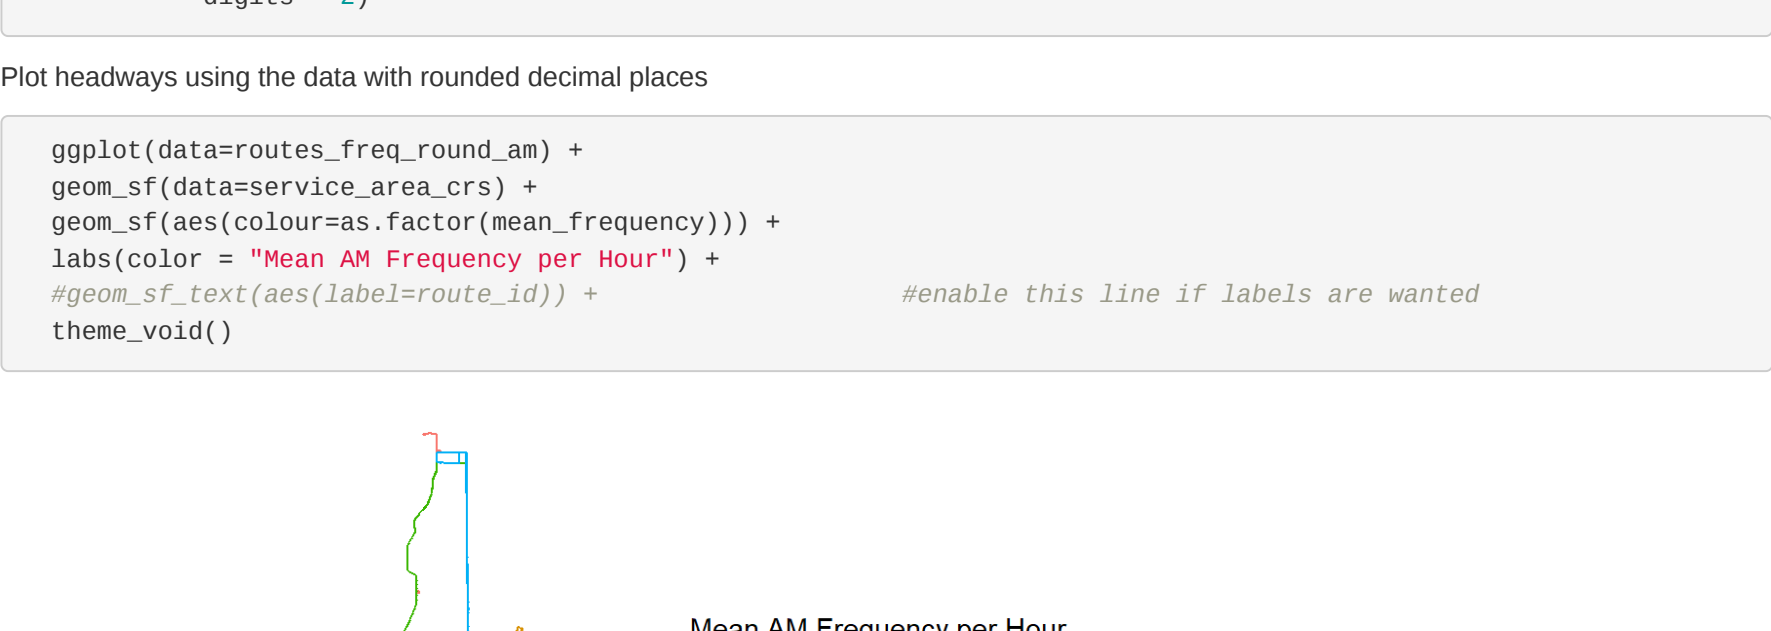 digits = 2)
Plot headways using the data with rounded decimal places
ggplot(data=routes_freq_round_am) +
geom_sf(data=service_area_crs) +
geom_sf(aes(colour=as.factor(mean_frequency))) +
labs(color = "Mean AM Frequency per Hour") +
#geom_sf_text(aes(label=route_id)) + #enable this line if labels are wanted
theme_void()
Mean AM Frequency per Hour